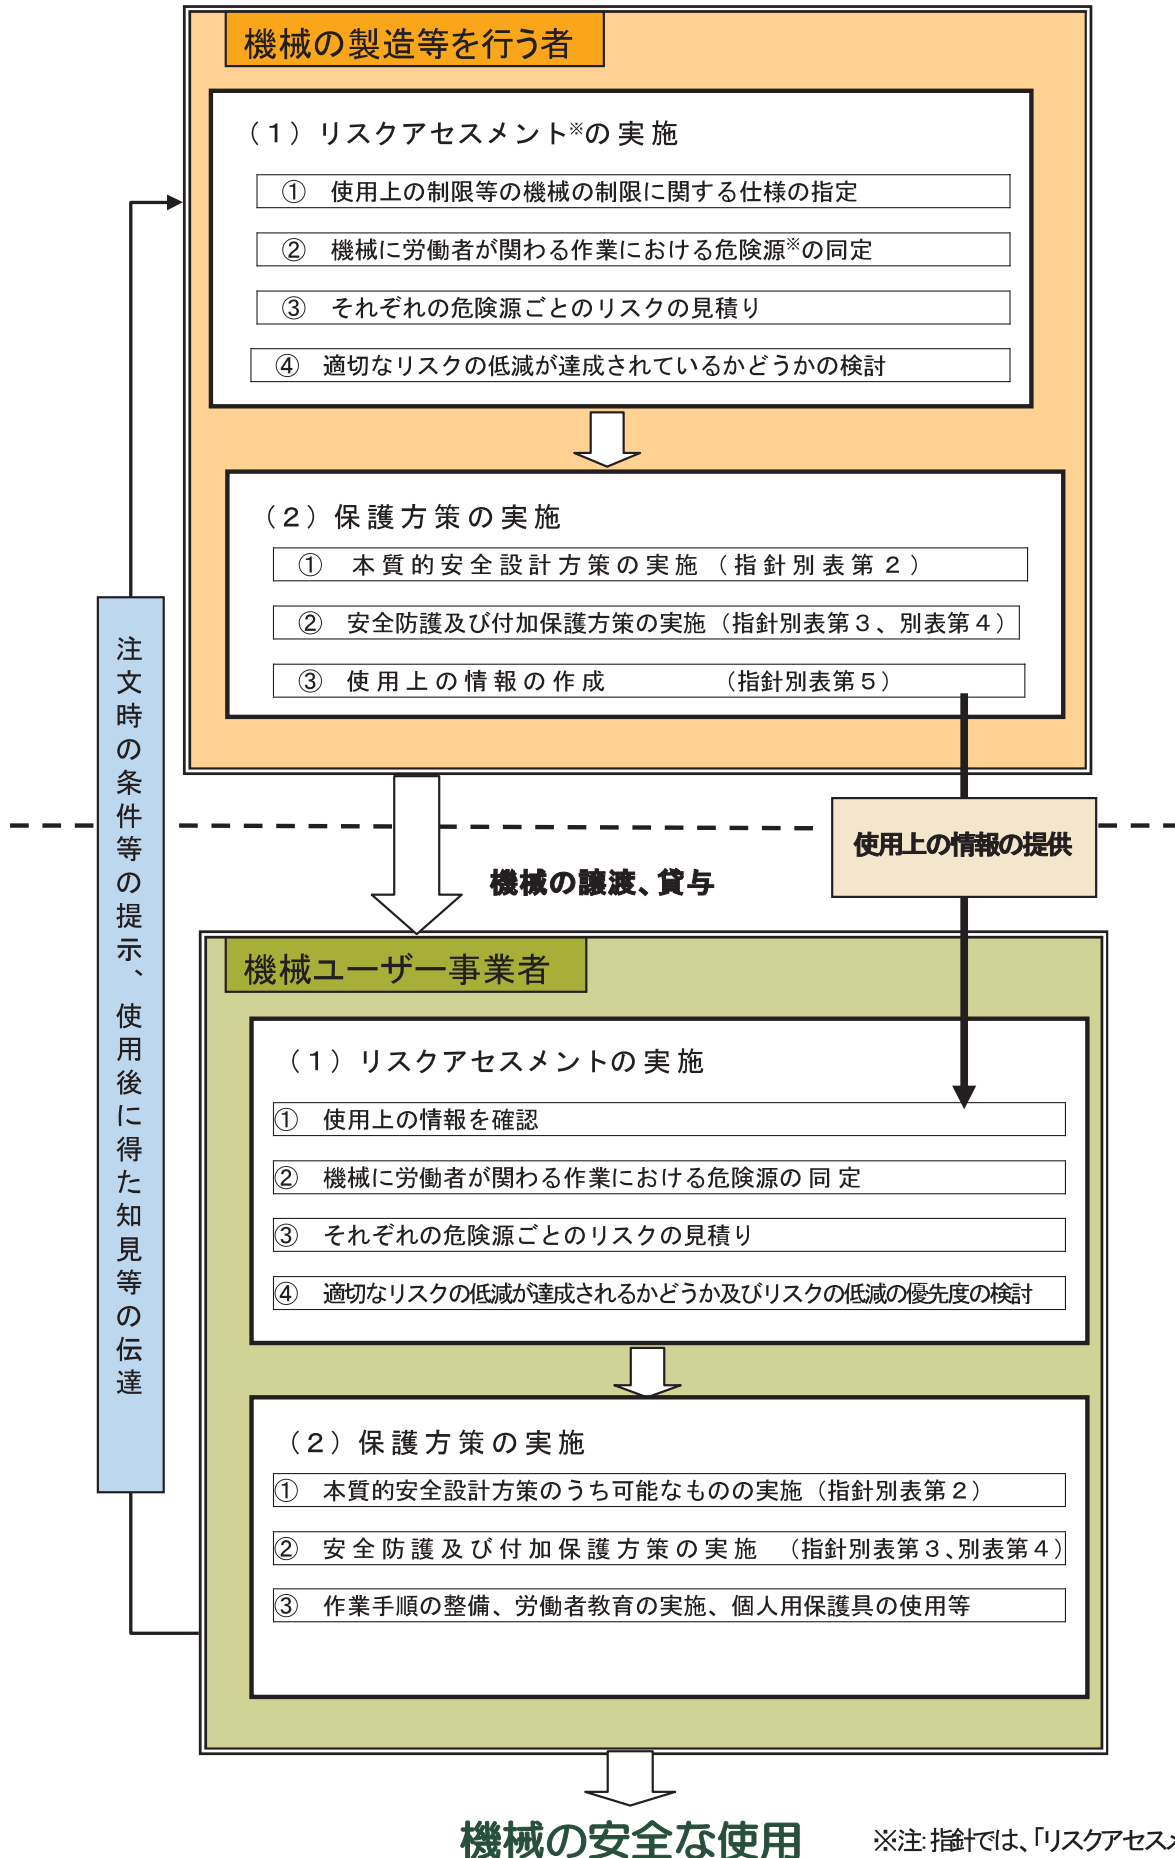 機械の製造等を行う者
(１) リスクアセスメント※の実施
① 使用上の制限等の機械の制限に関する仕様の指定
② 機械に労働者が関わる作業における危険源※の同定
③ それぞれの危険源ごとのリスクの見積り
④ 適切なリスクの低減が達成されているかどうかの検討
(２) 保護方策の実施
① 本質的安全設計方策の実施（指針別表第２）
② 安全防護及び付加保護方策の実施（指針別表第３、別表第４）
③ 使用上の情報の作成 （指針別表第５）
注文時の条件等の提示、使用後に得た知見等の伝達
使用上の情報の提供
機械の譲渡、貸与
機械ユーザー事業者
(１) リスクアセスメントの実施
① 使用上の情報を確認
② 機械に労働者が関わる作業における危険源の同定
③ それぞれの危険源ごとのリスクの見積り
④ 適切なリスクの低減が達成されるかどうか及びリスクの低減の優先度の検討
(２) 保護方策の実施
① 本質的安全設計方策のうち可能なものの実施（指針別表第２）
② 安全防護及び付加保護方策の実施 （指針別表第３、別表第４）
③ 作業手順の整備、労働者教育の実施、個人用保護具の使用等
機械の安全な使用
※注:指針では、「リスクアセス